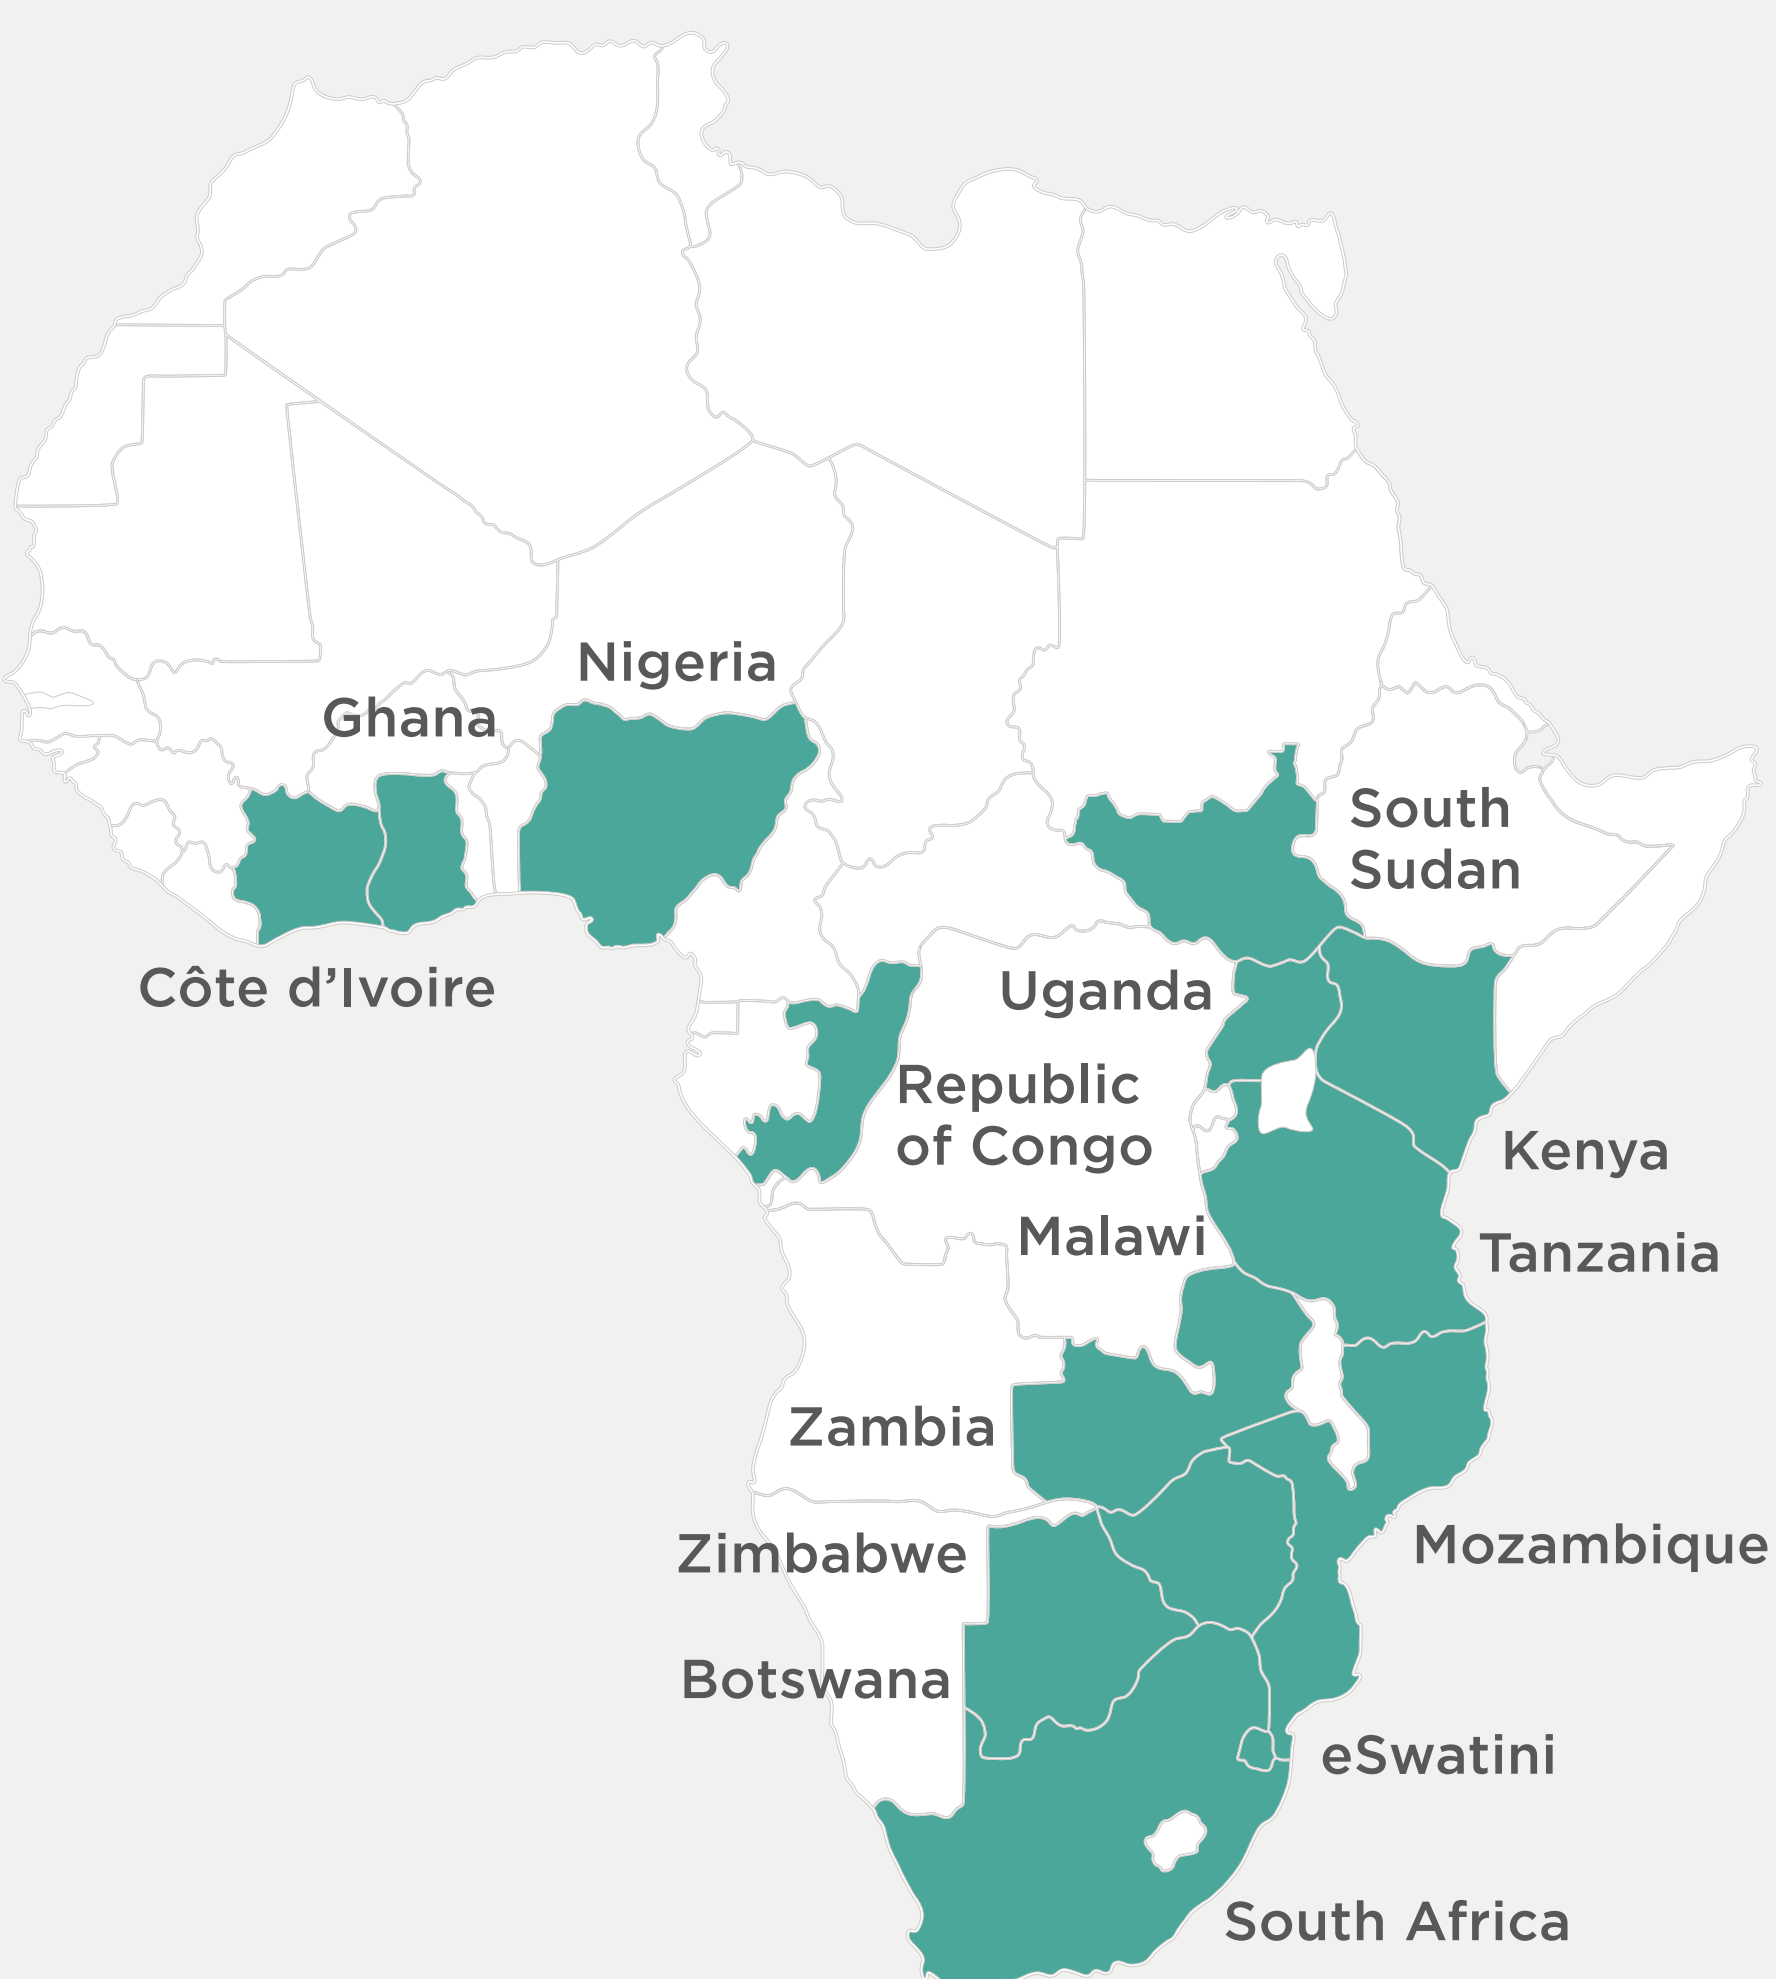 Nigeria
Ghana
South
Sudan
Côte d’Ivoire
Uganda
Republic
of Congo
Kenya
Malawi
Tanzania
Zambia
Zimbabwe
Mozambique
Botswana
eSwatini
South Africa